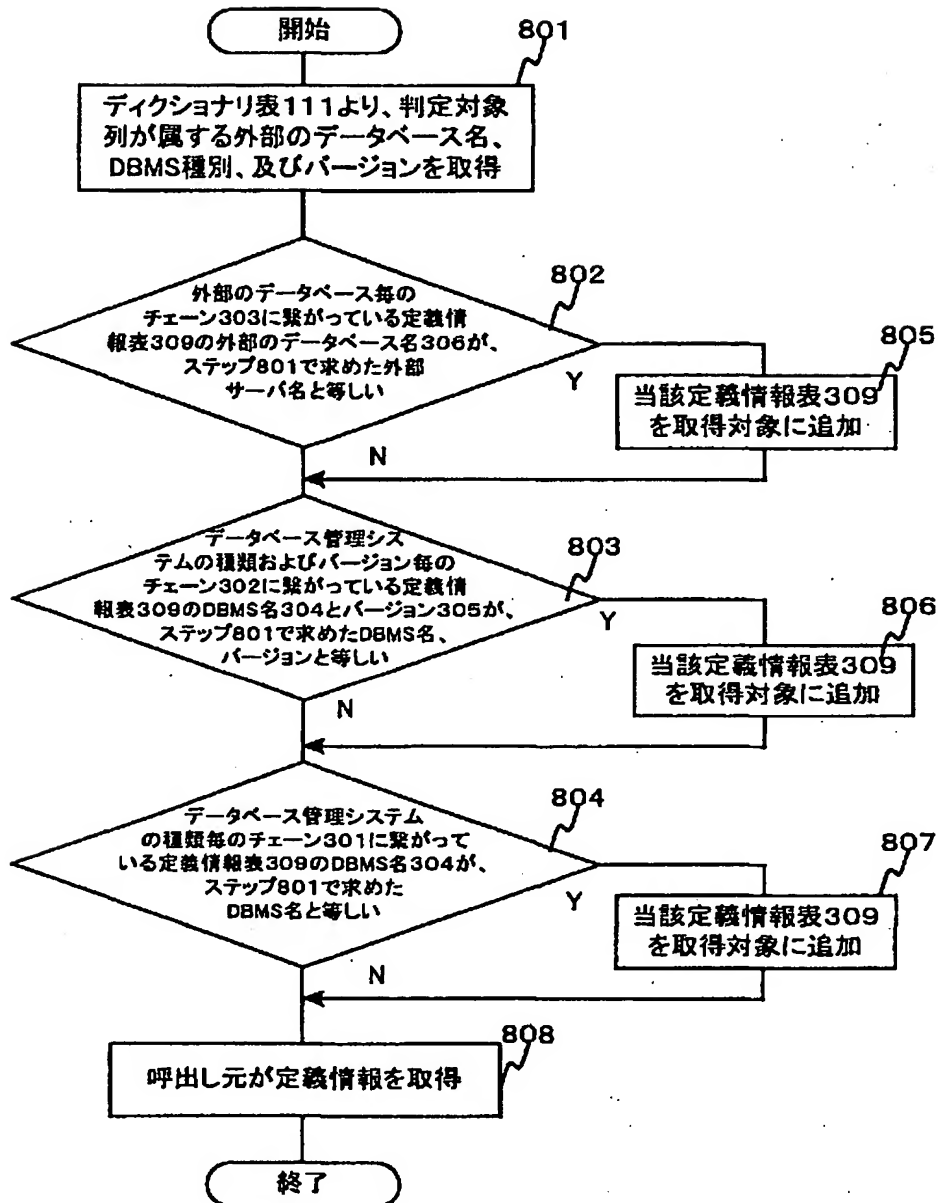 開始
801
ディクショナリ表111より、判定対象
列が属する外部のデータベース名、
DBMS種別、及びバージョンを取得
802
外部のデータベース毎の
チェーン303に繋がっている定義情
報表309の外部のデータベース名306が、
ステップ801で求めた外部
サーバ名と等しい
Y
N
805
当該定義情報表309
を取得対象に追加
803
データベース管理シス
テムの種類およびバージョン毎の
チェーン302に繋がっている定義情
報表309のDBMS名304とバージョン305が、
ステップ801で求めたDBMS名、
バージョンと等しい
Y
N
806
当該定義情報表309
を取得対象に追加
804
データベース管理システム
の種類毎のチェーン301に繋がって
いる定義情報表309のDBMS名304が、
ステップ801で求めた
DBMS名と等しい
Y
N
807
当該定義情報表309
を取得対象に追加
808
呼出し元が定義情報を取得
終了